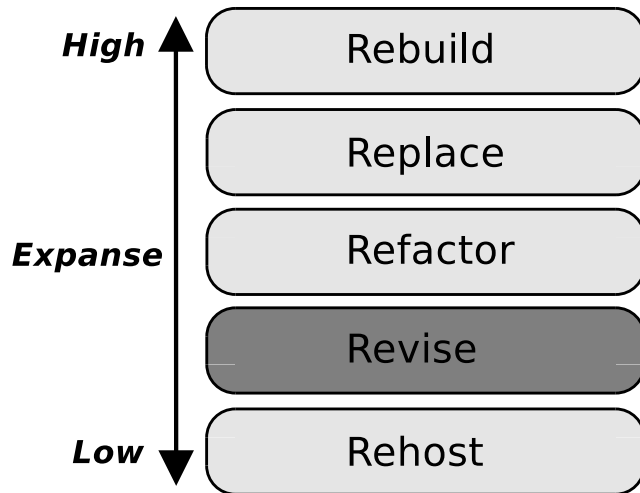 High
Rebuild
Replace
Expanse
Refactor
Revise
Low
Rehost